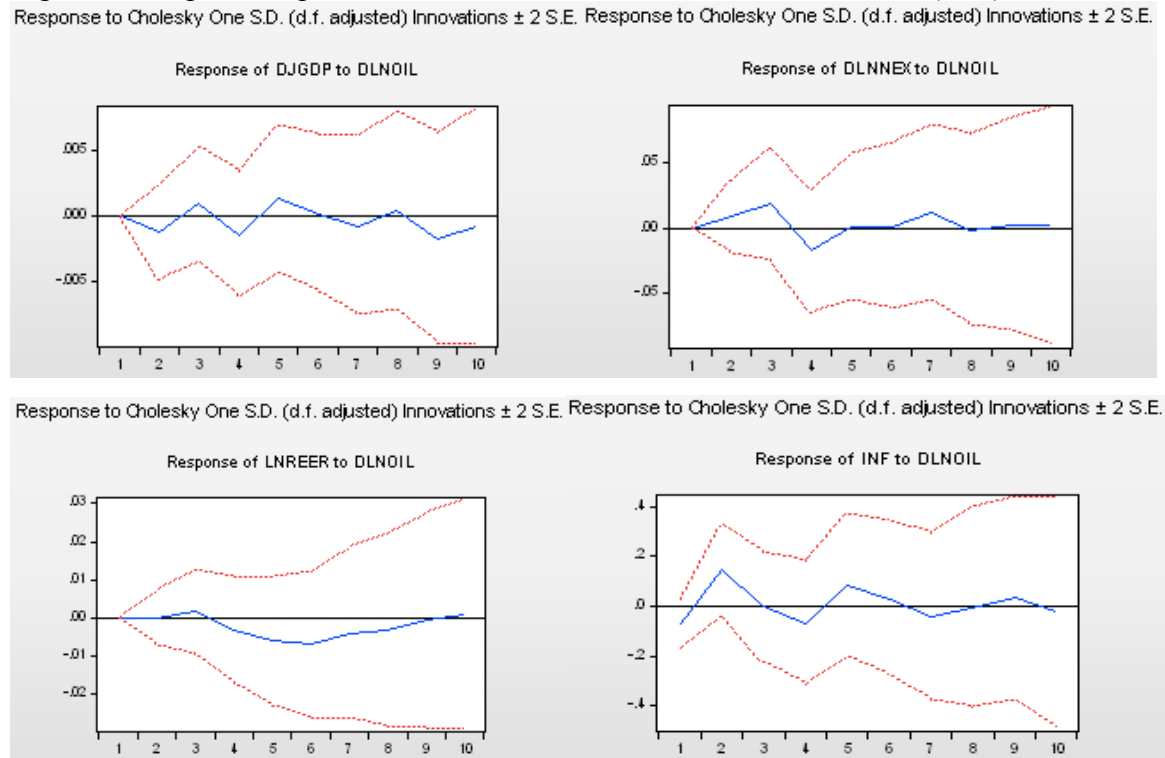 Response to Cholesky One S.D. (d.f. adjusted) Innovations ± 2 S.E.
Response of DJGDP to DLNOIL
.005
.000
-.005
1 2 3 4 5 6 7 8 9 10
Response to Cholesky One S.D. (d.f. adjusted) Innovations ± 2 S.E.
Response of DLNNEX to DLNOIL
.05
.00
-.05
1 2 3 4 5 6 7 8 9 10
Response to Cholesky One S.D. (d.f. adjusted) Innovations ± 2 S.E.
Response of LNREER to DLNOIL
.03
.02
.01
.00
-.01
-.02
1 2 3 4 5 6 7 8 9 10
Response to Cholesky One S.D. (d.f. adjusted) Innovations ± 2 S.E.
Response of INF to DLNOIL
.4
.2
.0
-.2
-.4
1 2 3 4 5 6 7 8 9 10